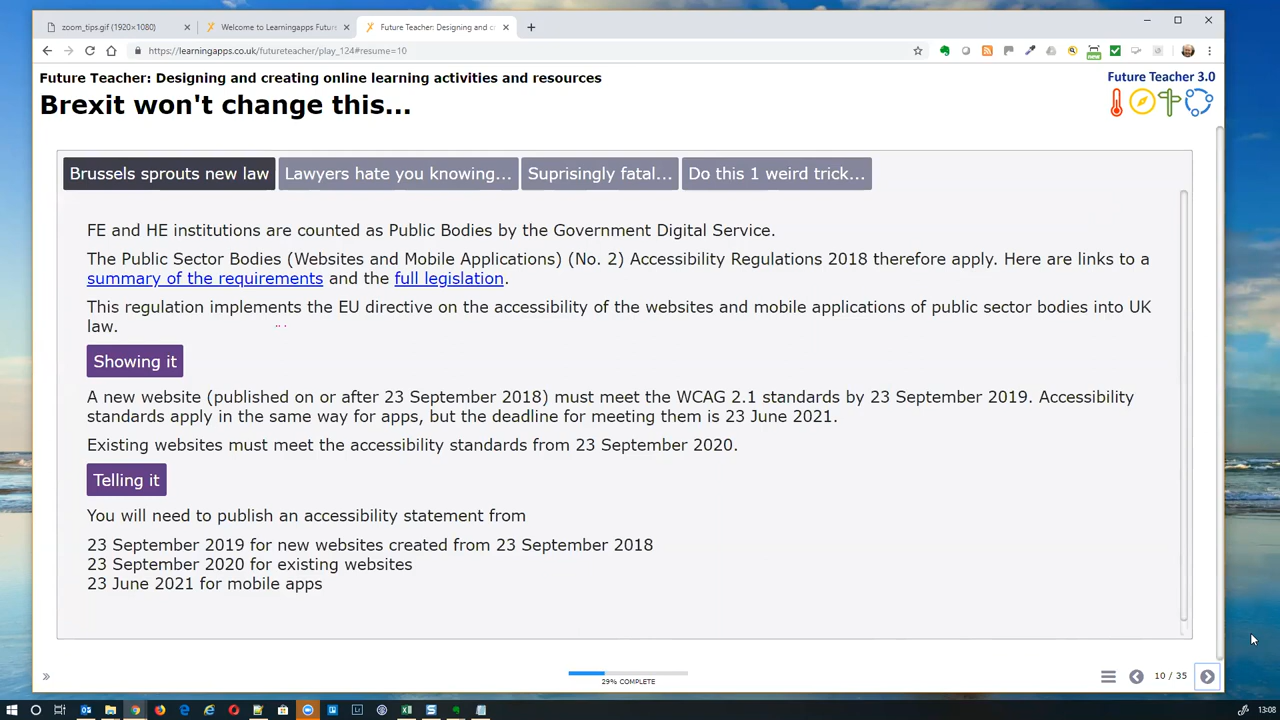 zoom_tips.gif (1920×1080)
Welcome to Learningapps Future
Future Teacher: Designing and cr
https://learningapps.co.uk/futureteacher/play_124#resume=10
new
Future Teacher: Designing and creating online learning activities and resources
Future Teacher 3.0
Brexit won't change this...
Brussels sprouts new law
Lawyers hate you knowing...
Suprisingly fatal...
Do this 1 weird trick...
FE and HE institutions are counted as Public Bodies by the Government Digital Service.
The Public Sector Bodies (Websites and Mobile Applications) (No. 2) Accessibility Regulations 2018 therefore apply. Here are links to a
summary of the requirements and the full legislation.
This regulation implements the EU directive on the accessibility of the websites and mobile applications of public sector bodies into UK
law.
Showing it
A new website (published on or after 23 September 2018) must meet the WCAG 2.1 standards by 23 September 2019. Accessibility
standards apply in the same way for apps, but the deadline for meeting them is 23 June 2021.
Existing websites must meet the accessibility standards from 23 September 2020.
Telling it
You will need to publish an accessibility statement from
23 September 2019 for new websites created from 23 September 2018
23 September 2020 for existing websites
23 June 2021 for mobile apps
29% COMPLETE
10 / 35
13:08